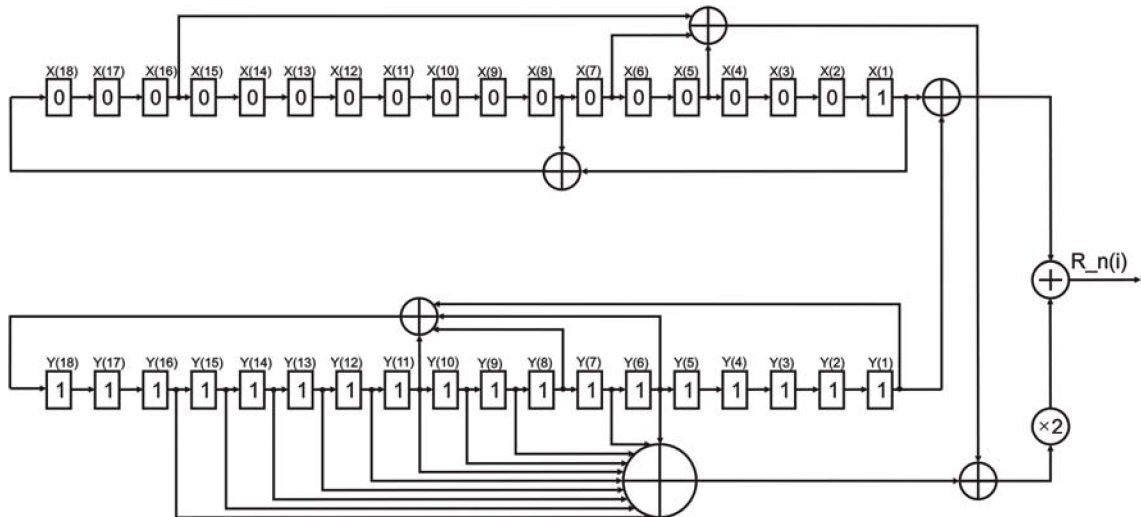 X(18) X(17) X(16) X(15) X(14) X(13) X(12) X(11) X(10) X(9) X(8) X(7) X(6) X(5) X(4) X(3) X(2) X(1)
0 0 0 0 0 0 0 0 0 0 0 0 0 0 0 0 0 1
R_n(i)
Y(18) Y(17) Y(16) Y(15) Y(14) Y(13) Y(12) Y(11) Y(10) Y(9) Y(8) Y(7) Y(6) Y(5) Y(4) Y(3) Y(2) Y(1)
1 1 1 1 1 1 1 1 1 1 1 1 1 1 1 1 1 1
×2